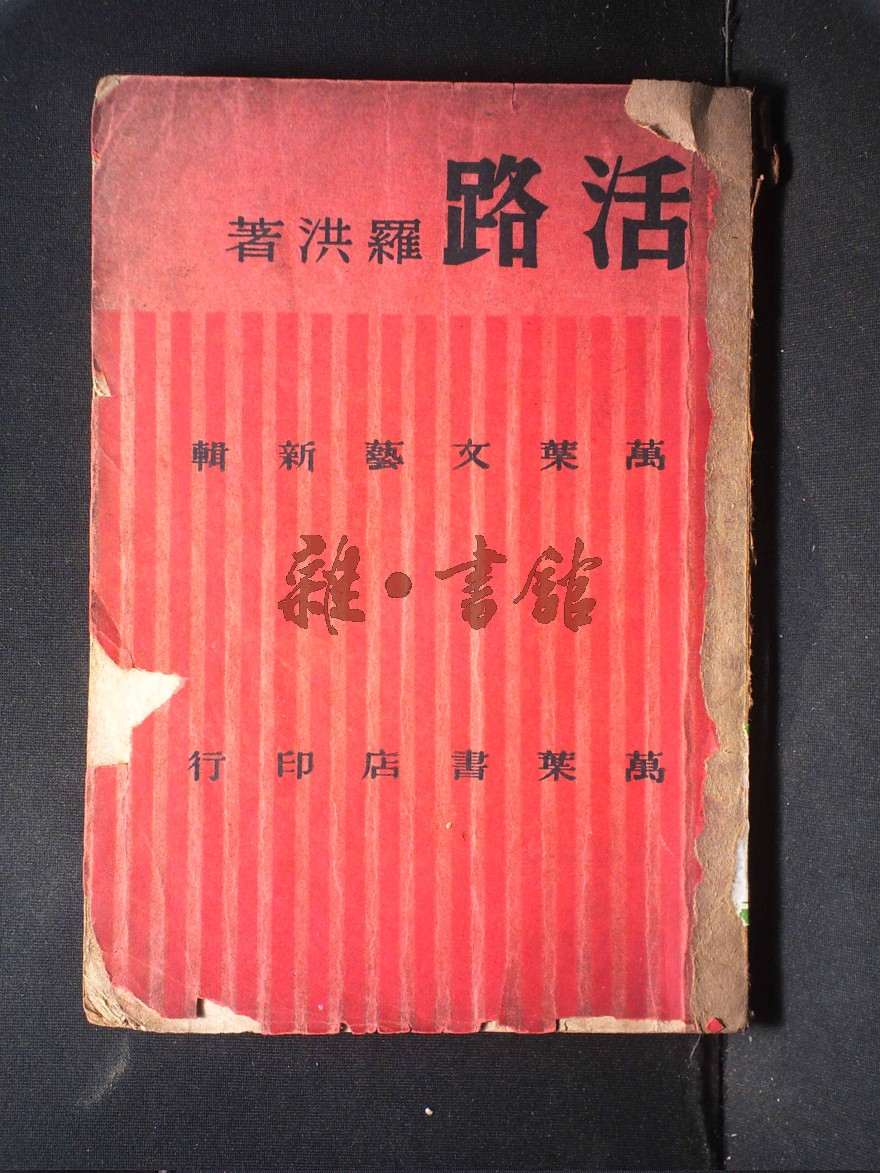 活路 羅洪著
萬葉文藝新輯
雜·書館
萬葉書店印行